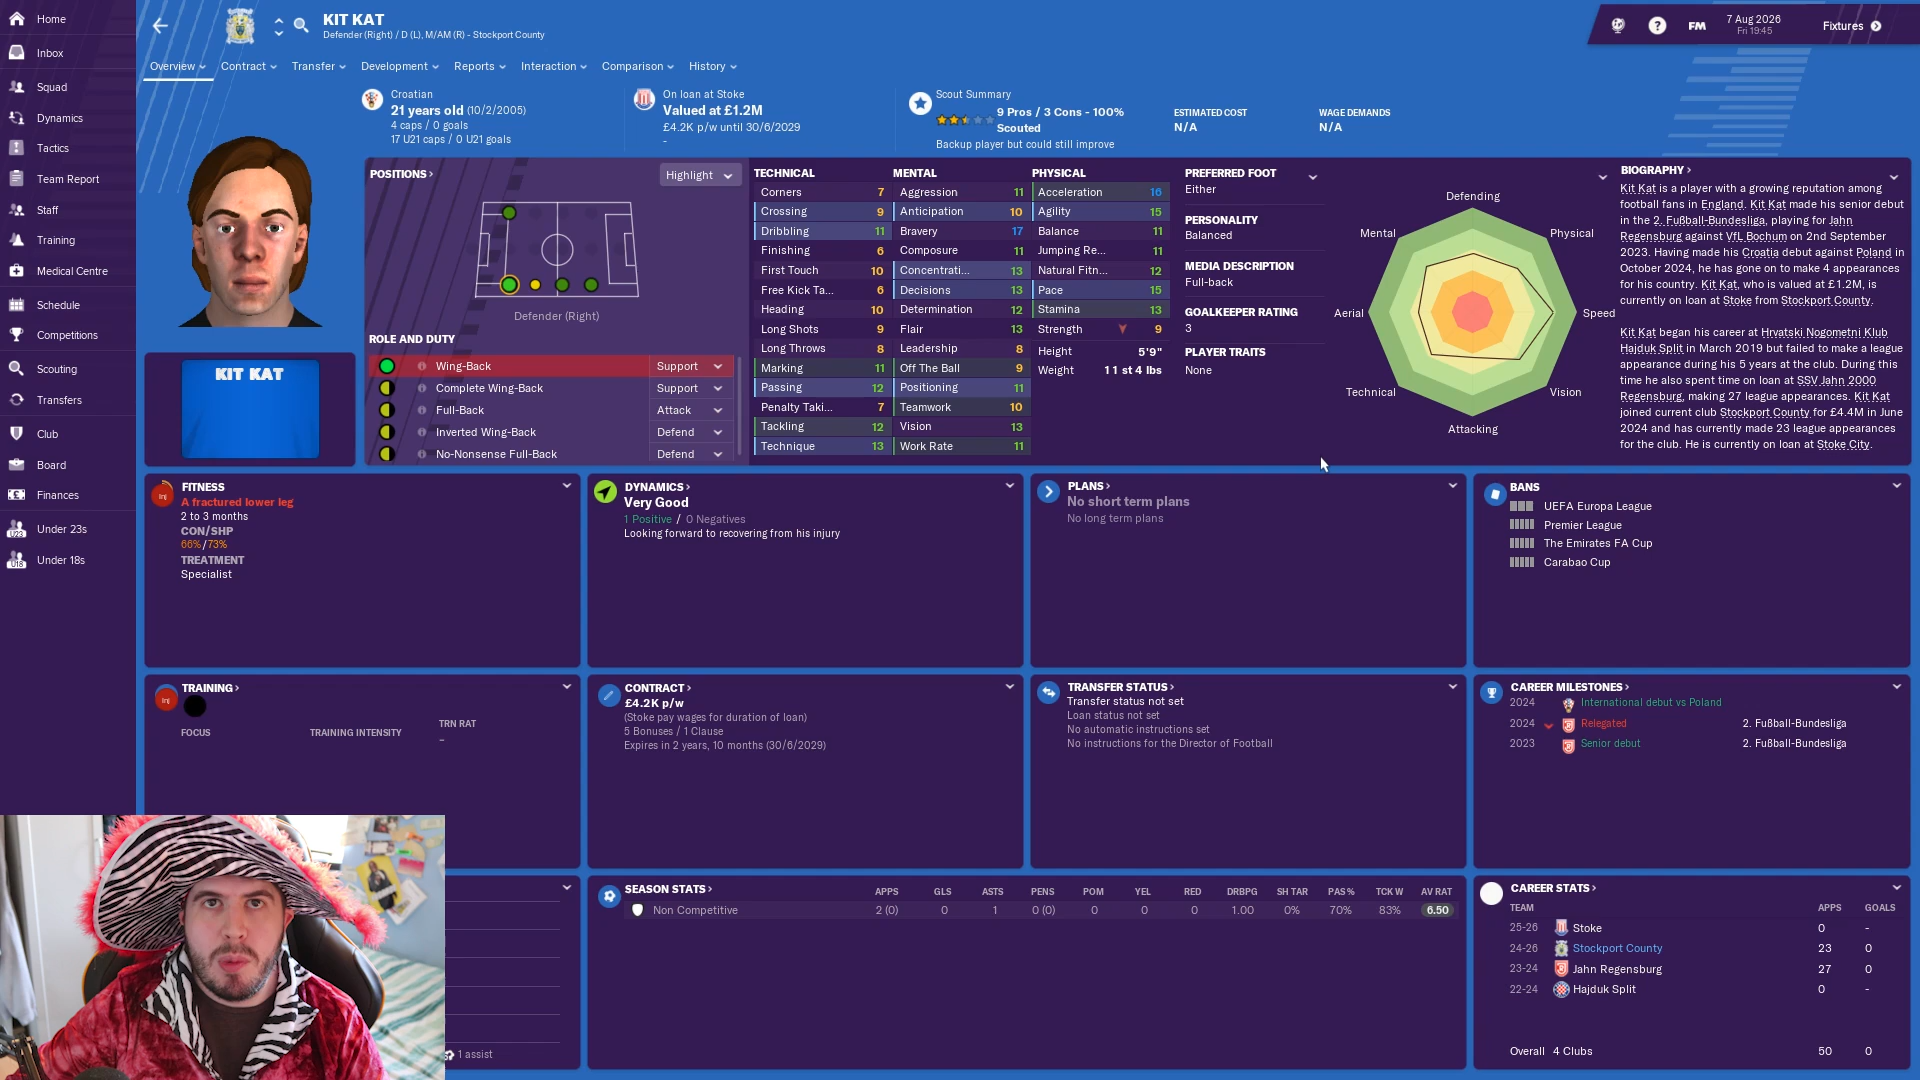 Home
Inbox
Squad
Dynamics
Tactics
Team Report
Staff
Training
Medical Centre
Schedule
Competitions
Scouting
Transfers
Club
Board
Finances
Under 23s
Under 18s
KIT KAT
Defender (Right) / D (L), M/AM (R) - Stockport County
FM
7 Aug 2026
Fri 19:45
Fixtures
Overview
Contract
Transfer
Development
Reports
Interaction
Comparison
History
Croatian
21 years old (10/2/2005)
4 caps / 0 goals
17 U21 caps / 0 U21 goals
On loan at Stoke
Valued at £1.2M
£4.2K p/w until 30/6/2029
-
Scout Summary
9 Pros / 3 Cons - 100% Scouted
Backup player but could still improve
ESTIMATED COST
N/A
WAGE DEMANDS
N/A
KIT KAT
POSITIONS
Highlight
Defender (Right)
ROLE AND DUTY
Wing-Back Support
Complete Wing-Back Support
Full-Back Attack
Inverted Wing-Back Defend
No-Nonsense Full-Back Defend
TECHNICAL
Corners 7
Crossing 9
Dribbling 11
Finishing 6
First Touch 10
Free Kick Ta... 6
Heading 10
Long Shots 9
Long Throws 8
Marking 11
Passing 12
Penalty Taki... 7
Tackling 12
Technique 13
MENTAL
Aggression 11
Anticipation 10
Bravery 17
Composure 11
Concentrati... 13
Decisions 13
Determination 12
Flair 13
Leadership 8
Off The Ball 9
Positioning 11
Teamwork 10
Vision 13
Work Rate 11
PHYSICAL
Acceleration 16
Agility 15
Balance 11
Jumping Re... 11
Natural Fitn... 12
Pace 15
Stamina 13
Strength 9
Height 5'9"
Weight 11 st 4 lbs
PREFERRED FOOT
Either
PERSONALITY
Balanced
MEDIA DESCRIPTION
Full-back
GOALKEEPER RATING
3
PLAYER TRAITS
None
Defending
Physical
Speed
Vision
Attacking
Technical
Aerial
Mental
BIOGRAPHY
Kit Kat is a player with a growing reputation among
football fans in England. Kit Kat made his senior debut
in the 2. Fußball-Bundesliga, playing for Jahn
Regensburg against VfL Bochum on 2nd September
2023. Having made his Croatia debut against Poland in
October 2024, he has gone on to make 4 appearances
for his country. Kit Kat, who is valued at £1.2M, is
currently on loan at Stoke from Stockport County.
Kit Kat began his career at Hrvatski Nogometni Klub
Hajduk Split in March 2019 but failed to make a league
appearance during his 5 years at the club. During this
time he also spent time on loan at SSV Jahn 2000
Regensburg, making 27 league appearances. Kit Kat
joined current club Stockport County for £4.4M in June
2024 and has currently made 23 league appearances
for the club. He is currently on loan at Stoke City.
Inj
FITNESS
A fractured lower leg
2 to 3 months
CON/SHP
66%/73%
TREATMENT
Specialist
DYNAMICS
Very Good
1 Positive / 0 Negatives
Looking forward to recovering from his injury
PLANS
No short term plans
No long term plans
BANS
UEFA Europa League
Premier League
The Emirates FA Cup
Carabao Cup
Inj
TRAINING
FOCUS
TRAINING INTENSITY
TRN RAT
-
CONTRACT
£4.2K p/w
(Stoke pay wages for duration of loan)
5 Bonuses / 1 Clause
Expires in 2 years, 10 months (30/6/2029)
TRANSFER STATUS
Transfer status not set
Loan status not set
No automatic instructions set
No instructions for the Director of Football
CAREER MILESTONES
2024 International debut vs Poland
2024 Relegated 2. Fußball-Bundesliga
2023 Senior debut 2. Fußball-Bundesliga
1 assist
SEASON STATS APPS GLS ASTS PENS POM YEL RED DRBPG SH TAR PAS % TCK W AV RAT
Non Competitive 2 (0) 0 1 0 (0) 0 0 0 1.00 0% 70% 83% 6.50
CAREER STATS
TEAM APPS GOALS
25-26 Stoke 0 -
24-26 Stockport County 23 0
23-24 Jahn Regensburg 27 0
22-24 Hajduk Split 0 -
Overall 4 Clubs 50 0